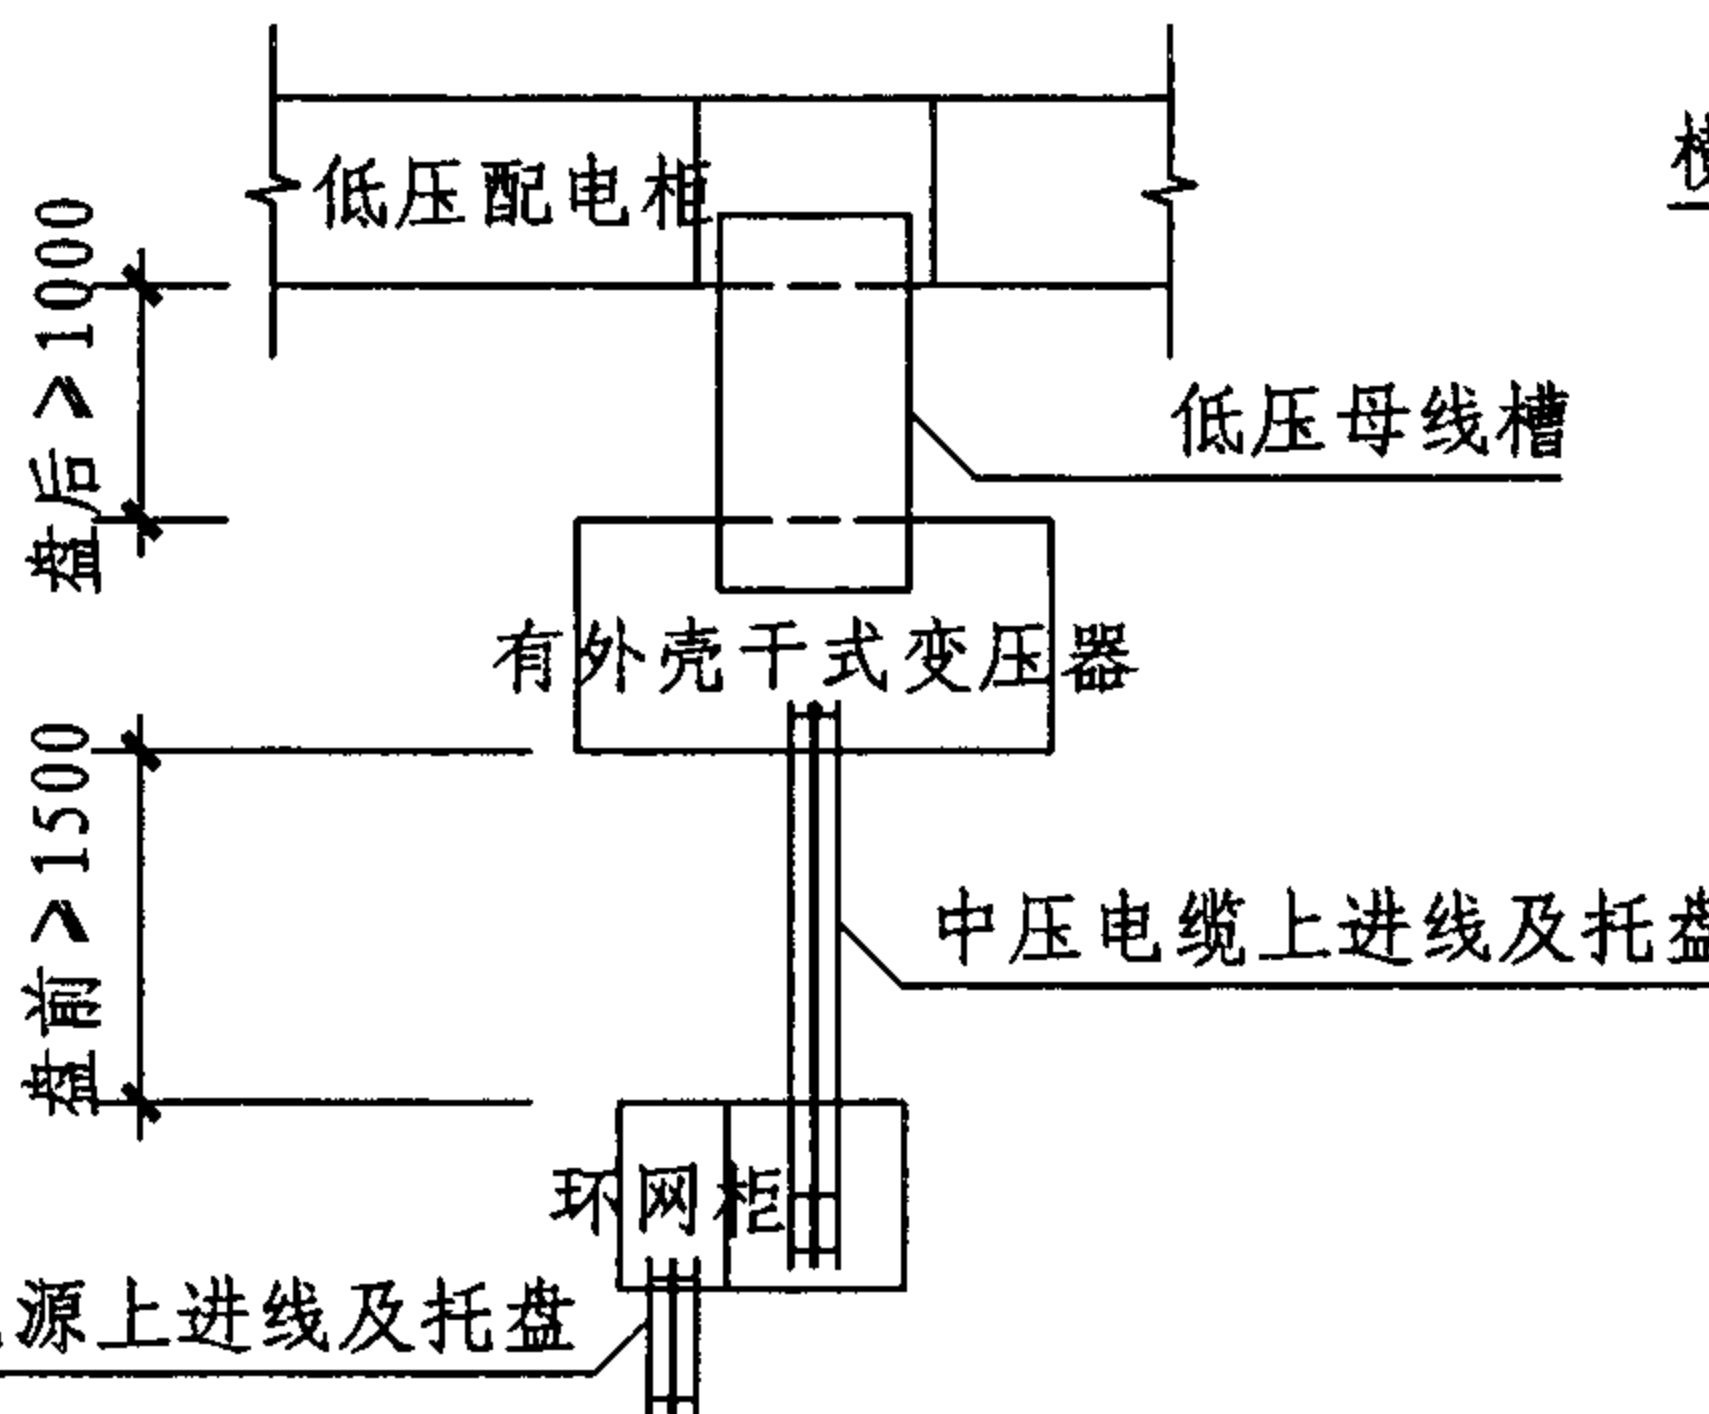 低压配电柜
盘后≥1000
低压母线槽
有外壳干式变压器
盘前≥1500
中压电缆上进线及托盘
环网柜
源上进线及托盘